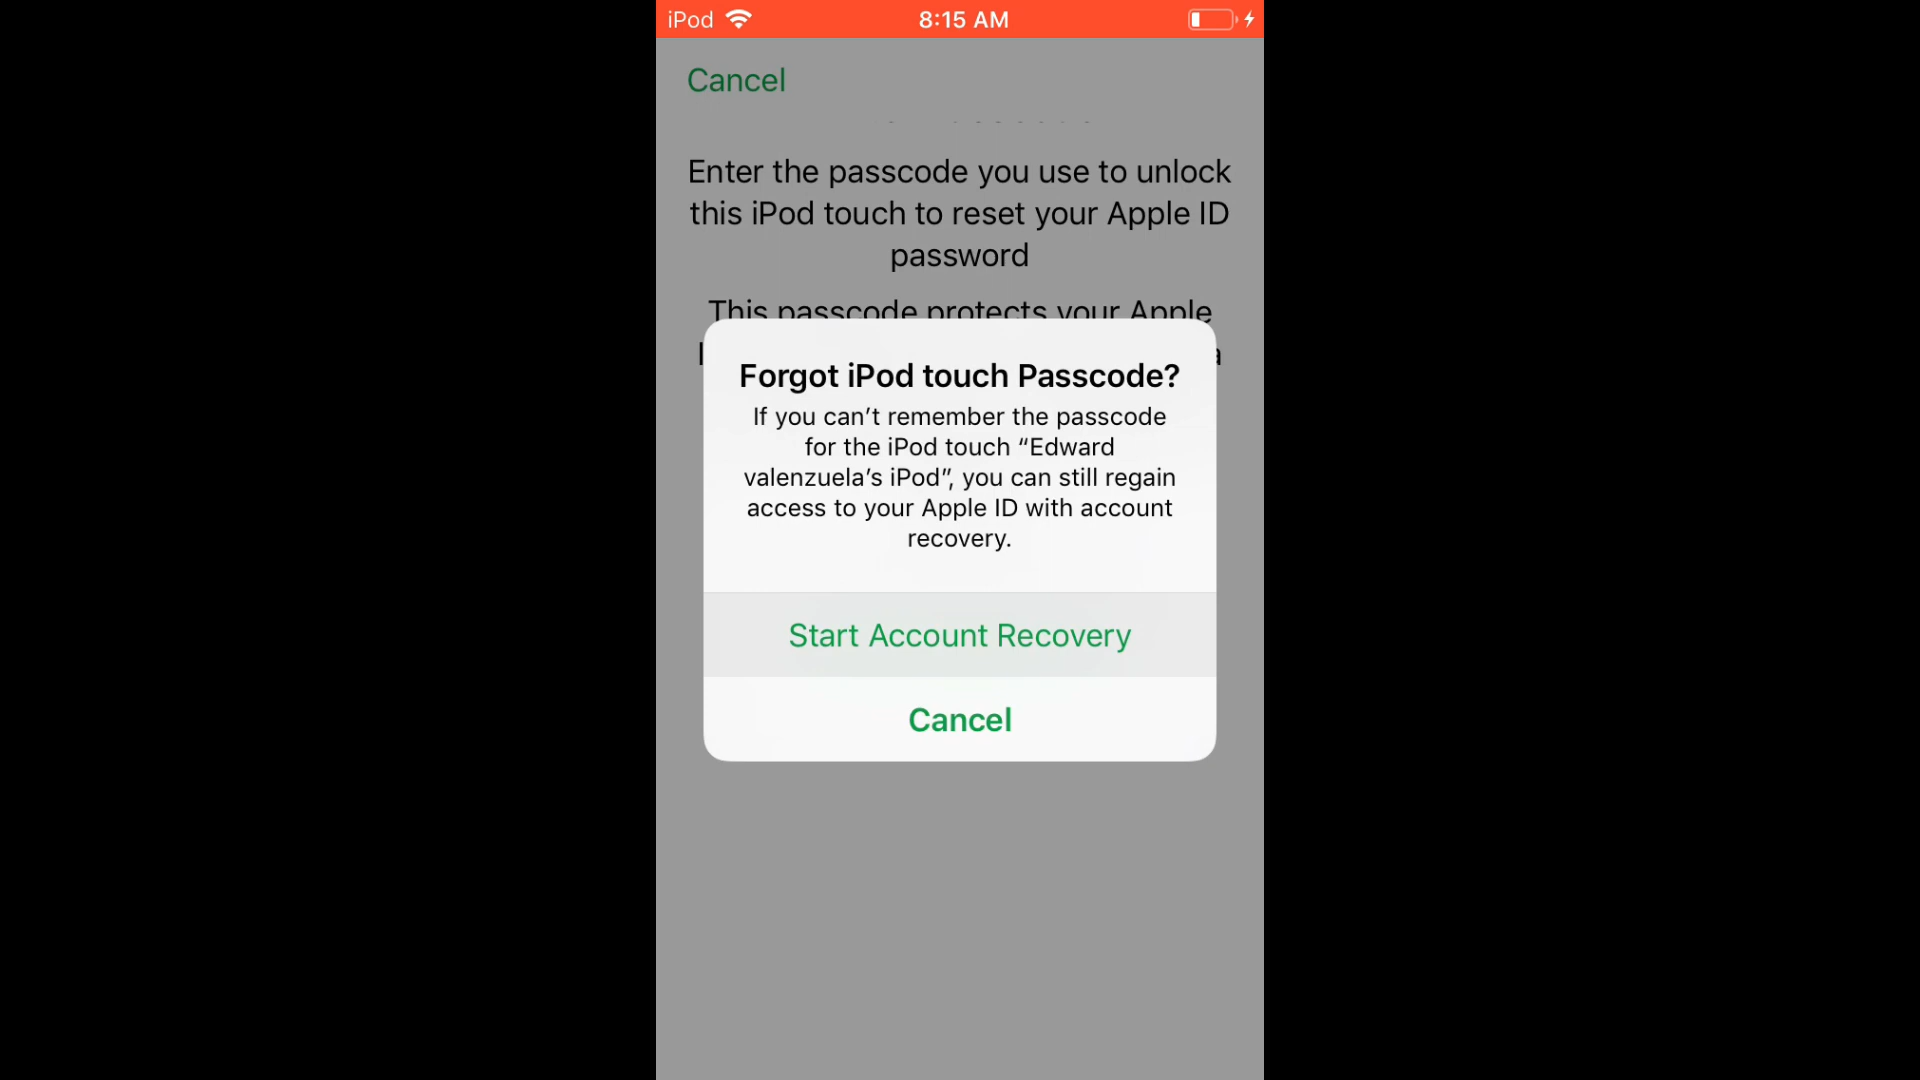 iPod
8:15 AM
Cancel
Enter the passcode you use to unlock
this iPod touch to reset your Apple ID
password
This passcode protects your Apple
Forgot iPod touch Passcode?
If you can’t remember the passcode
for the iPod touch “Edward
valenzuela’s iPod”, you can still regain
access to your Apple ID with account
recovery.
Start Account Recovery
Cancel